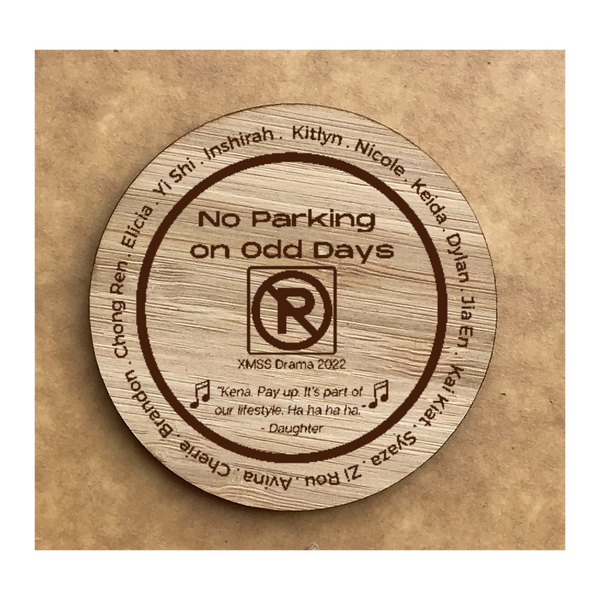 Kitlyn . Nicole . Keida . Dylan . Jia En . Kai Kiat . Syaza . Zi Rou . Avina . Cherie . Brandon . Chong Ren . Elicia . Yi Shi . Inshirah .
No Parking
on Odd Days
P
XMSS Drama 2022
"Kena. Pay up. It's part of
our lifestyle. Ha ha ha ha."
- Daughter